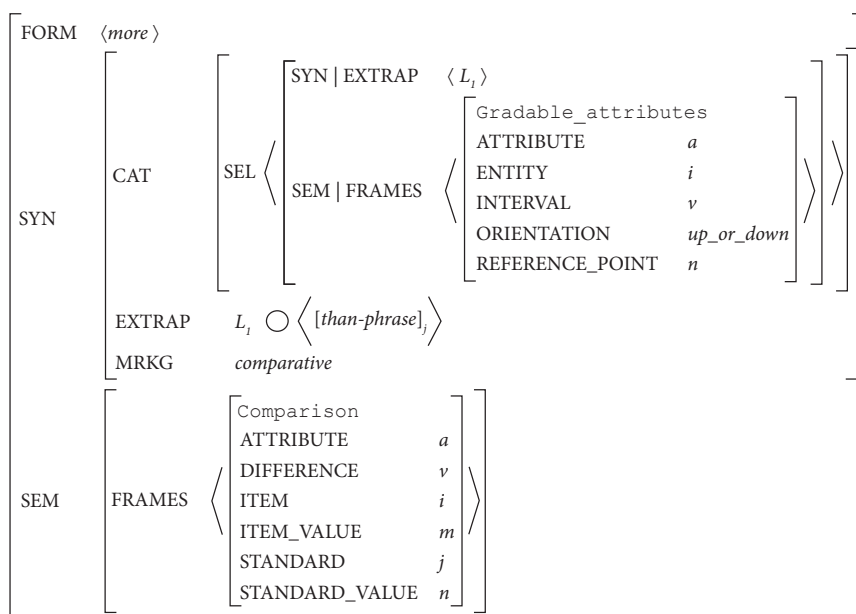 FORM ⟨more⟩
SYN | EXTRAP ⟨ L₁ ⟩
Gradable_attributes
ATTRIBUTE a
ENTITY i
CAT SEL SEM | FRAMES INTERVAL v
ORIENTATION up_or_down
SYN
REFERENCE_POINT n
EXTRAP L₁ ○ ⟨[than-phrase]ⱼ⟩
MRKG comparative
Comparison
ATTRIBUTE a
DIFFERENCE v
SEM FRAMES ITEM i
ITEM_VALUE m
STANDARD j
STANDARD_VALUE n